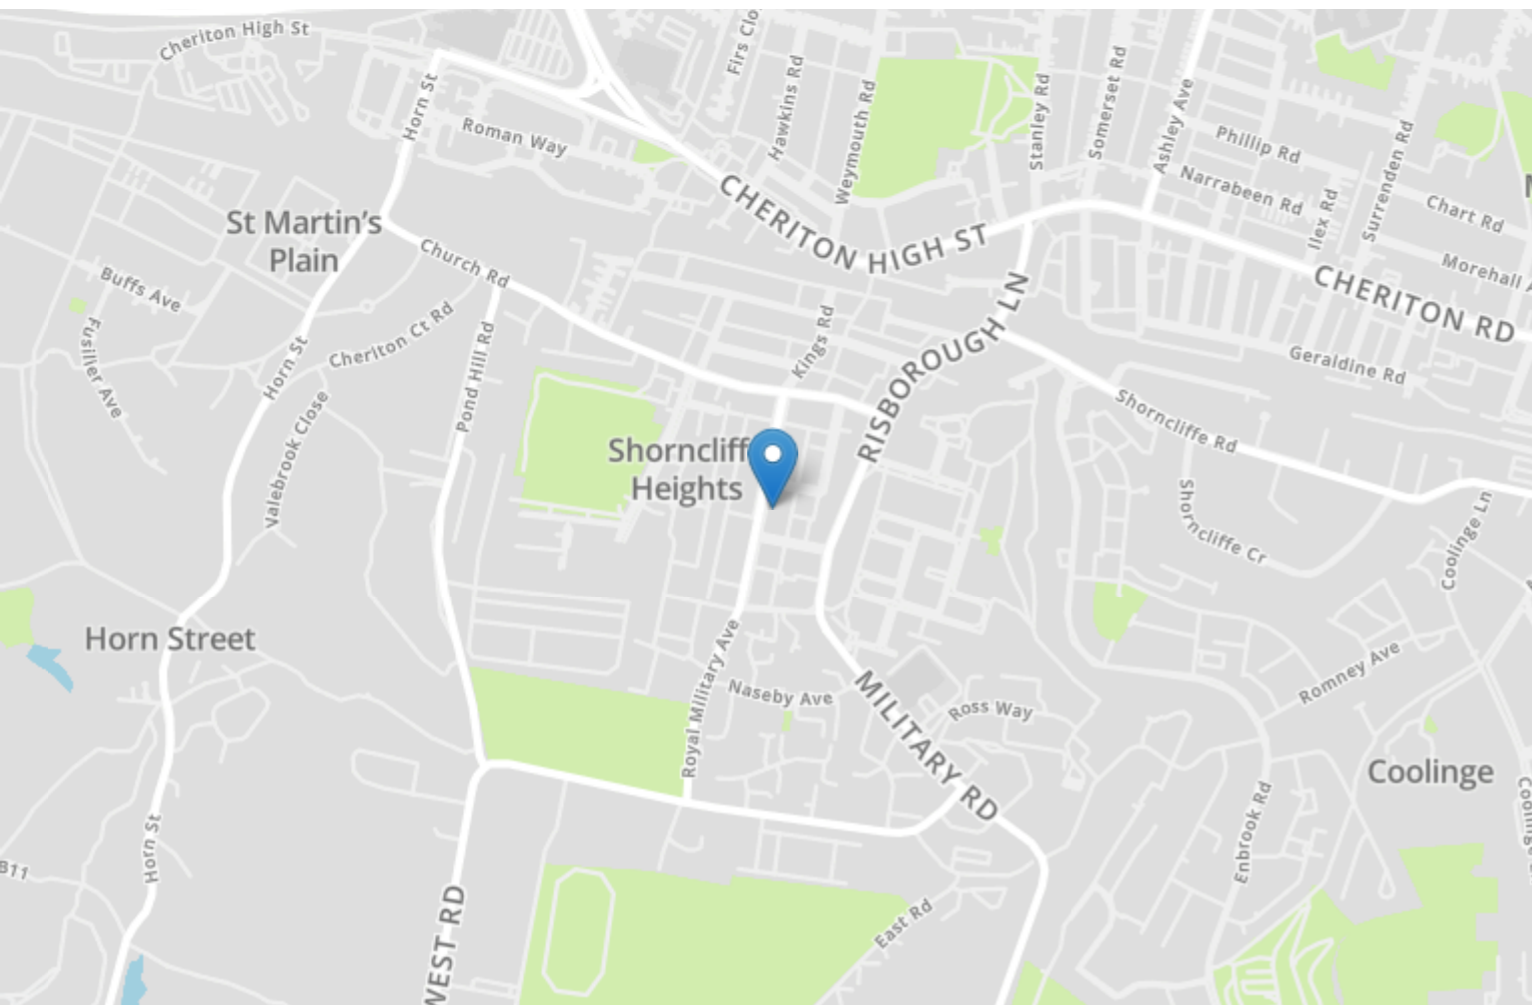 Cheriton High St
Firs Clo
Horn St
Hawkins Rd
Weymouth Rd
Stanley Rd
Somerset Rd
Ashley Ave
Roman Way
Phillip Rd
Surrenden Rd
Narrabeen Rd
Ilex Rd
Chart Rd
CHERITON HIGH ST
St Martin's
Plain
Church Rd
Morehall A
Buffs Ave
CHERITON RD
RISBOROUGH LN
Cheriton Ct Rd
Kings Rd
Fusilier Ave
Horn St
Pond Hill Rd
Geraldine Rd
Shorncliffe Rd
Valebrook Close
Shorncliff
Heights
Shorncliffe Cr
Coolinge Ln
Horn Street
Royal Military Ave
Naseby Ave
MILITARY RD
Ross Way
Romney Ave
Coolinge
Enbrook Rd
Horn St
B11
WEST RD
East Rd